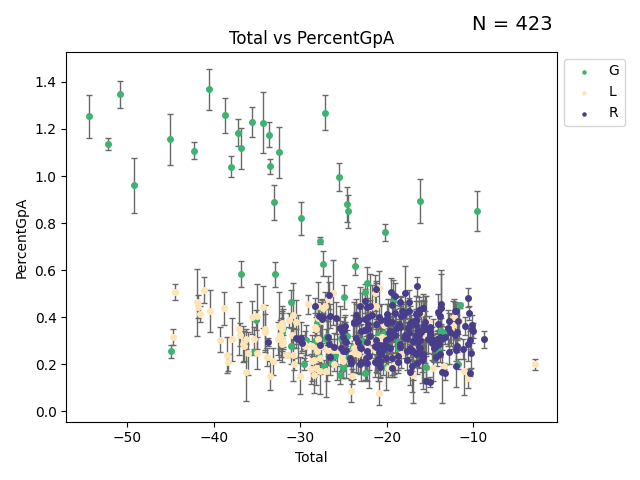 N = 423
Total vs PercentGpA
G
L
R
PercentGpA
1.4
1.2
1.0
0.8
0.6
0.4
0.2
0.0
−50 −40 −30 −20 −10
Total